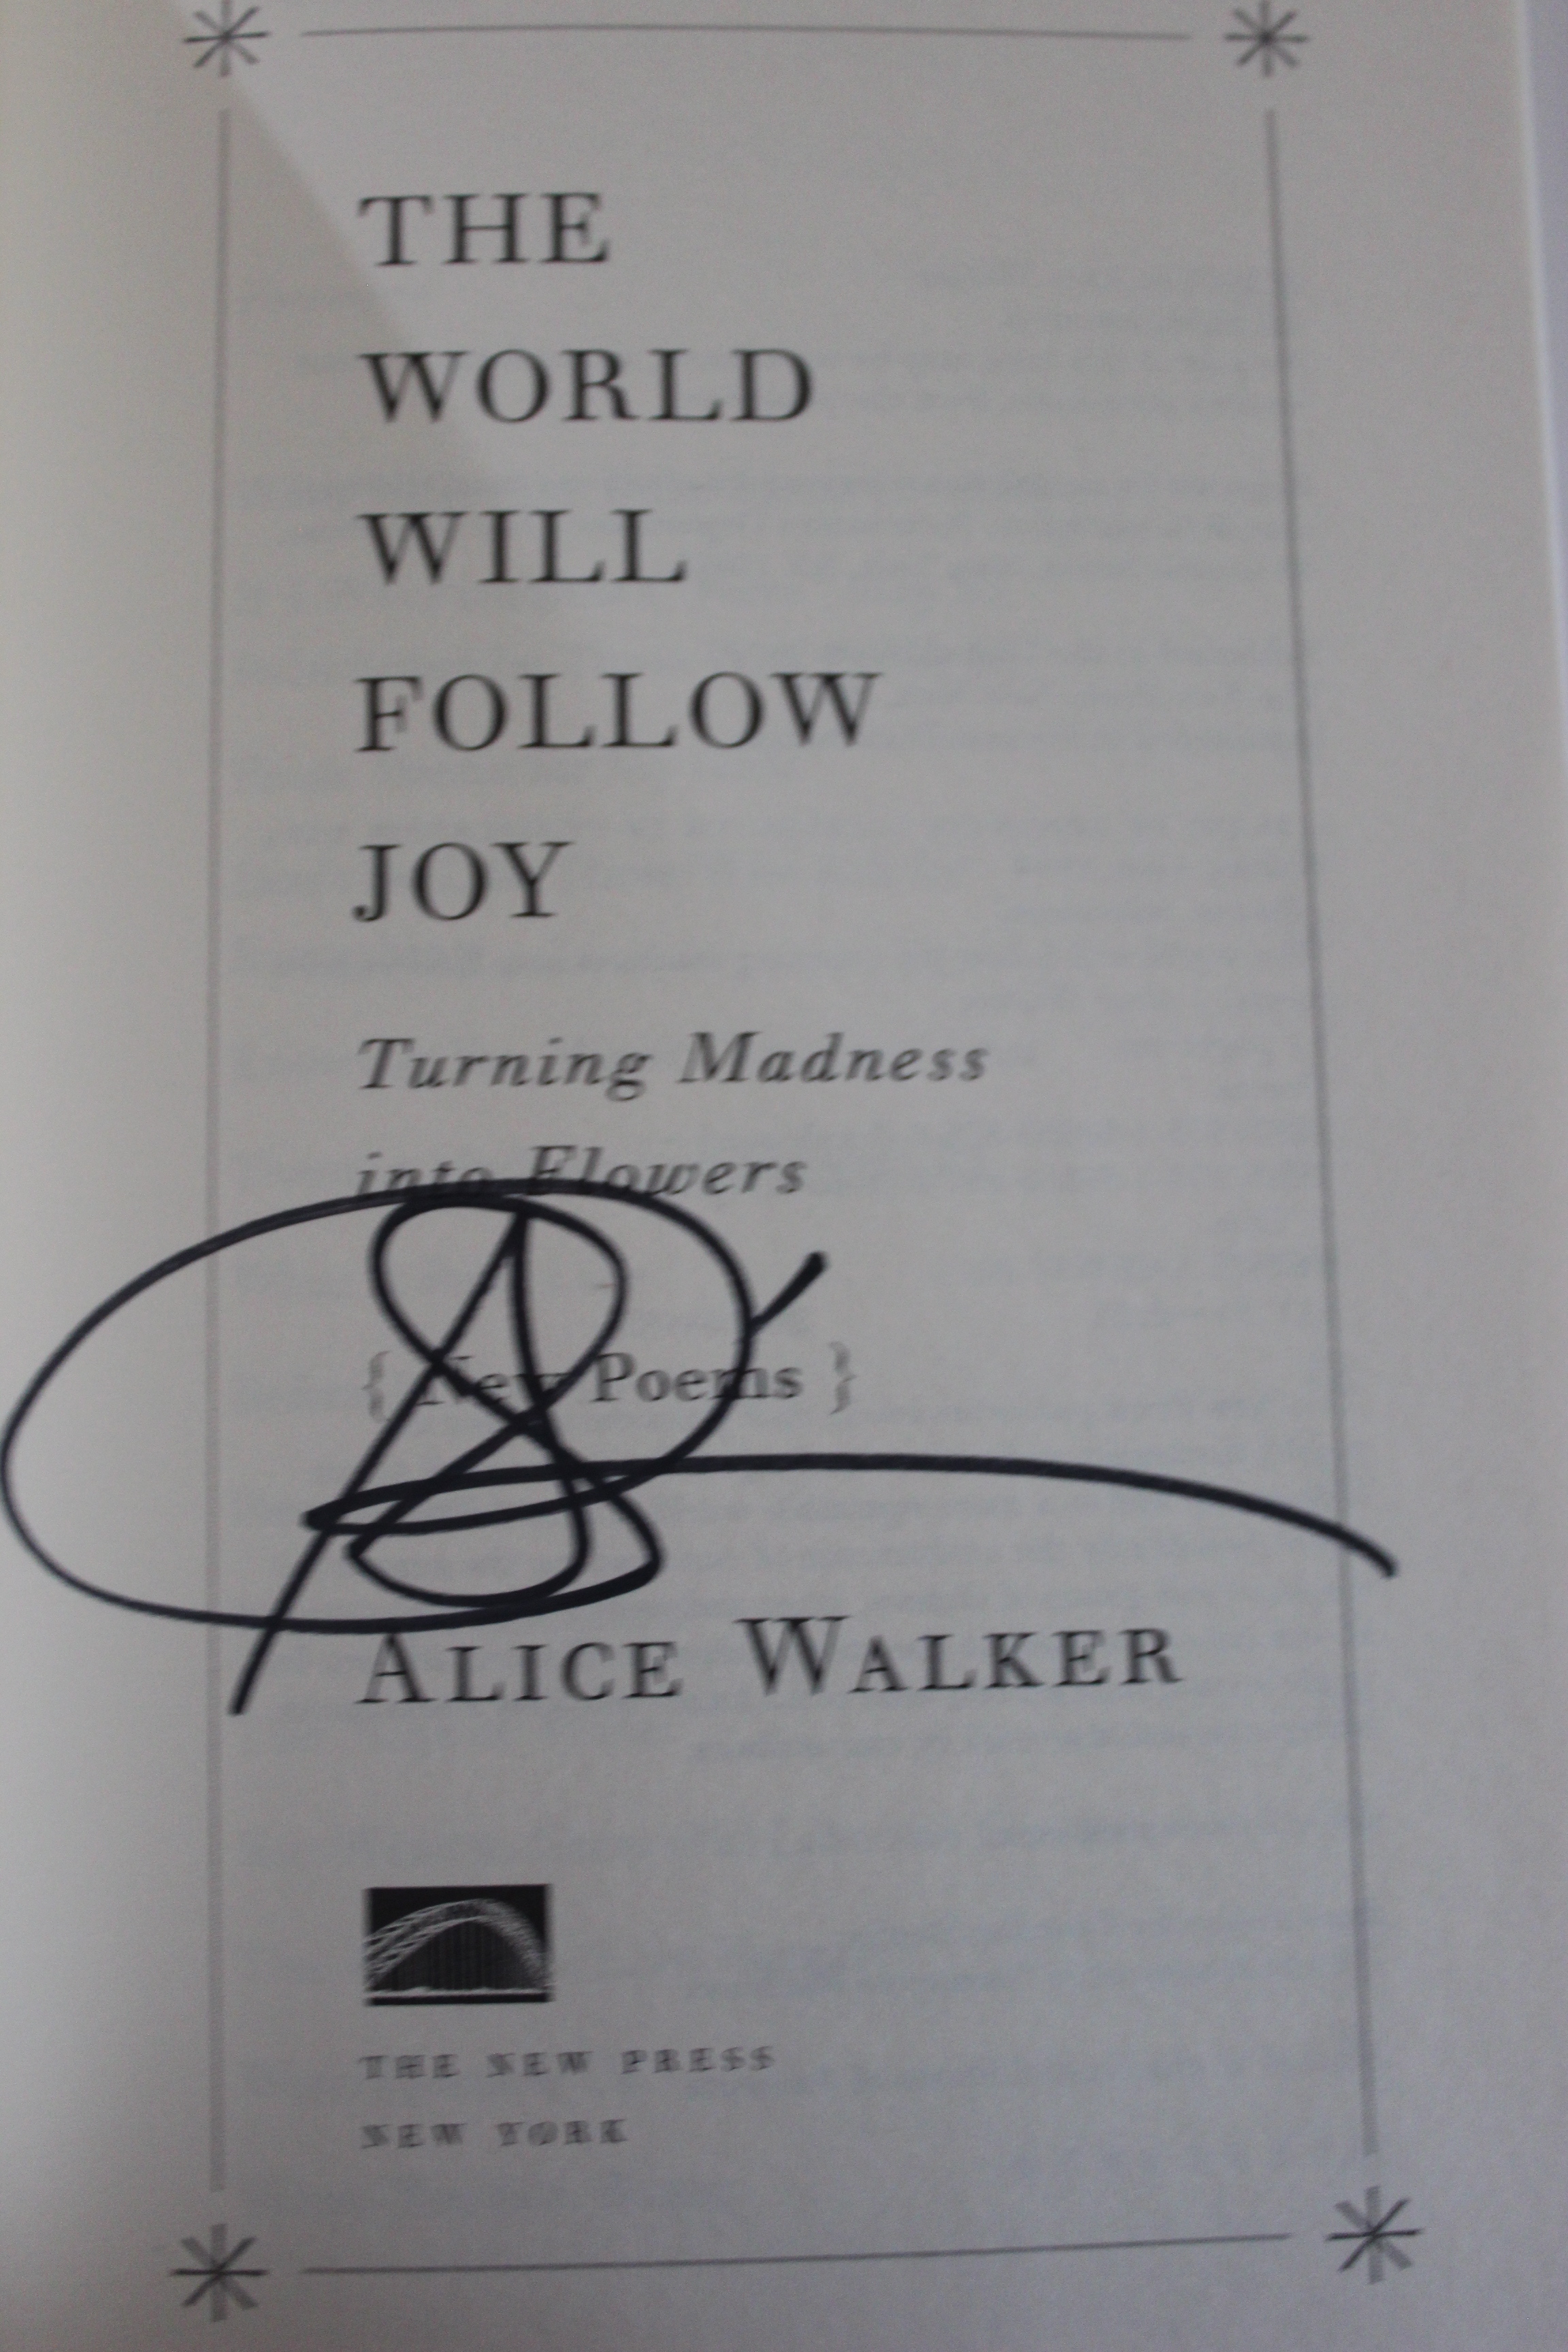 THE
WORLD
WILL
FOLLOW
JOY
Turning Madness
into Flowers
{ New Poems }
ALICE WALKER
THE NEW PRESS
NEW YORK